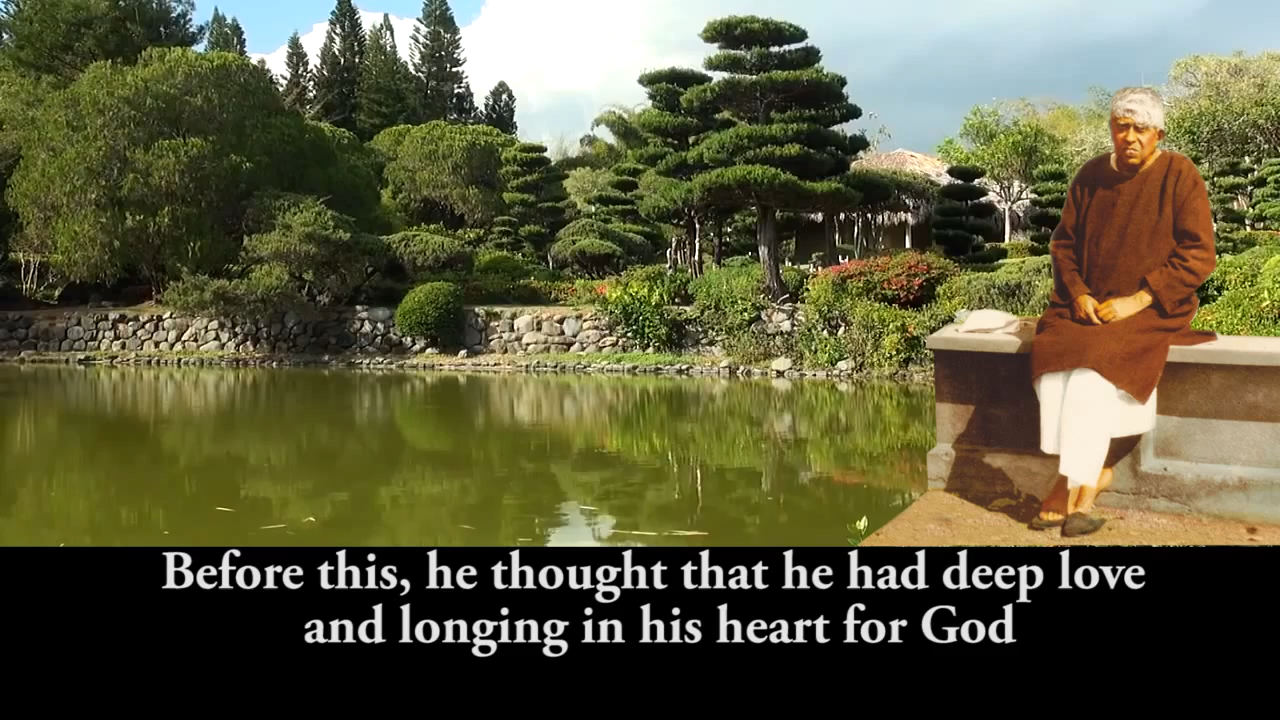 Before this, he thought that he had deep love
and longing in his heart for God